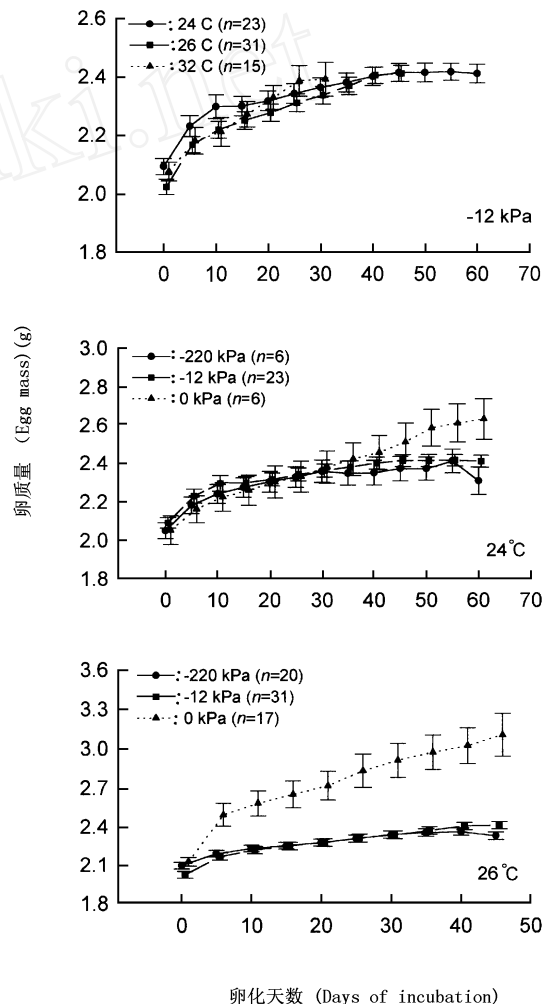 2.6
2.4
2.2
2.0
1.8
: 24 C (n=23)
: 26 C (n=31)
: 32 C (n=15)
-12 kPa
0 10 20 30 40 50 60 70
3.0
2.8
2.6
2.4
2.2
2.0
1.8
: -220 kPa (n=6)
: -12 kPa (n=23)
: 0 kPa (n=6)
24℃
0 10 20 30 40 50 60 70
3.6
3.3
3.0
2.7
2.4
2.1
1.8
: -220 kPa (n=20)
: -12 kPa (n=31)
: 0 kPa (n=17)
26℃
0 10 20 30 40 50
卵质量 (Egg mass)(g)
卵化天数 (Days of incubation)